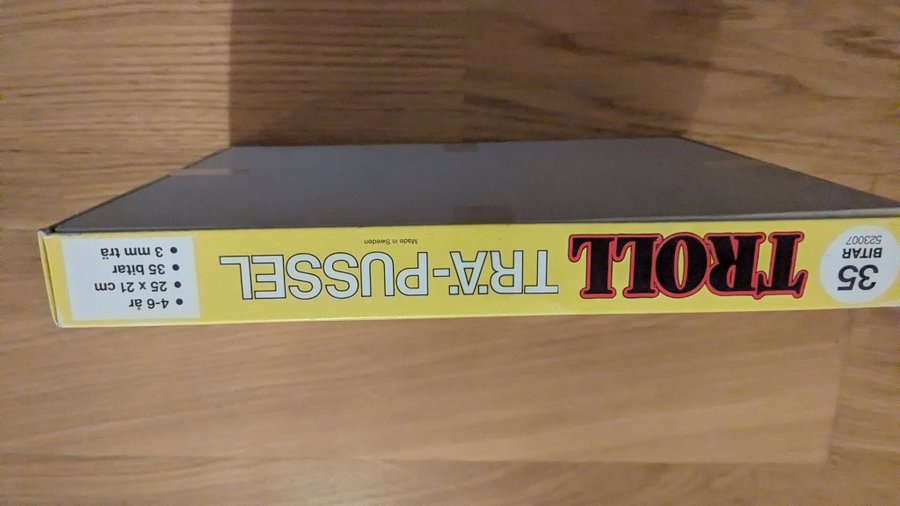 35
BITAR
523007
TROLL
TRÄ-PUSSEL
Made in Sweden
• 4-6 år
• 25 x 21 cm
• 35 bitar
• 3 mm trä